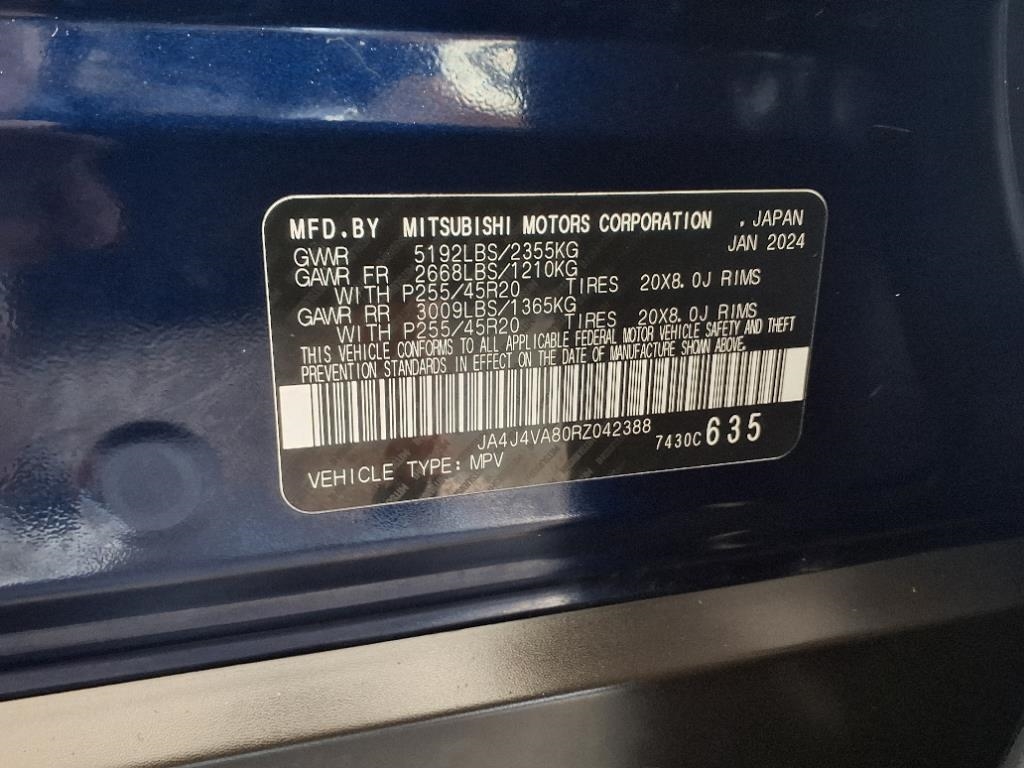 MFD.BY MITSUBISHI MOTORS CORPORATION , JAPAN
JAN 2024
GVWR 5192LBS/2355KG
GAWR FR 2668LBS/1210KG
WITH P255/45R20 TIRES 20X8.0J RIMS
GAWR RR 3009LBS/1365KG
WITH P255/45R20 TIRES 20X8.0J RIMS
THIS VEHICLE CONFORMS TO ALL APPLICABLE FEDERAL MOTOR VEHICLE SAFETY AND THEFT
PREVENTION STANDARDS IN EFFECT ON THE DATE OF MANUFACTURE SHOWN ABOVE.
JA4J4VA80RZ042388
7430C 635
VEHICLE TYPE: MPV